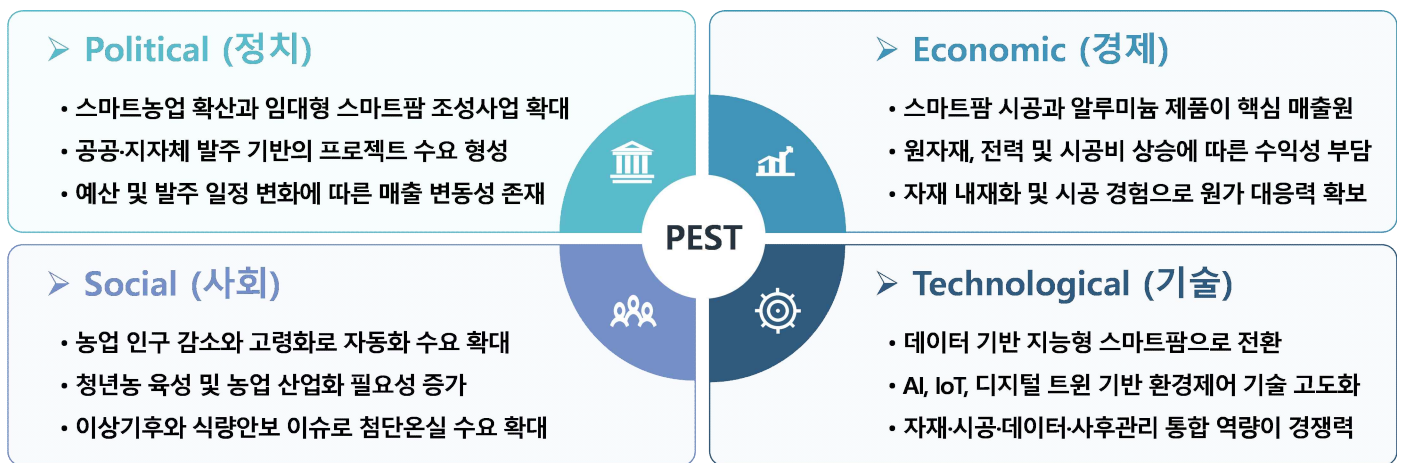 ➢ Political (정치)
• 스마트농업 확산과 임대형 스마트팜 조성사업 확대
• 공공·지자체 발주 기반의 프로젝트 수요 형성
• 예산 및 발주 일정 변화에 따른 매출 변동성 존재
➢ Economic (경제)
• 스마트팜 시공과 알루미늄 제품이 핵심 매출원
• 원자재, 전력 및 시공비 상승에 따른 수익성 부담
• 자재 내재화 및 시공 경험으로 원가 대응력 확보
PEST
➢ Social (사회)
• 농업 인구 감소와 고령화로 자동화 수요 확대
• 청년농 육성 및 농업 산업화 필요성 증가
• 이상기후와 식량안보 이슈로 첨단온실 수요 확대
➢ Technological (기술)
• 데이터 기반 지능형 스마트팜으로 전환
• AI, IoT, 디지털 트윈 기반 환경제어 기술 고도화
• 자재·시공·데이터·사후관리 통합 역량이 경쟁력